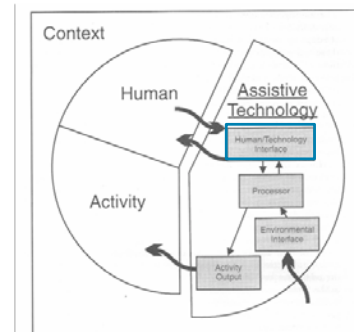 Context
Human
Assistive
Technology
Human/Technology
Interface
Processor
Activity
Environmental
Interface
Activity
Output